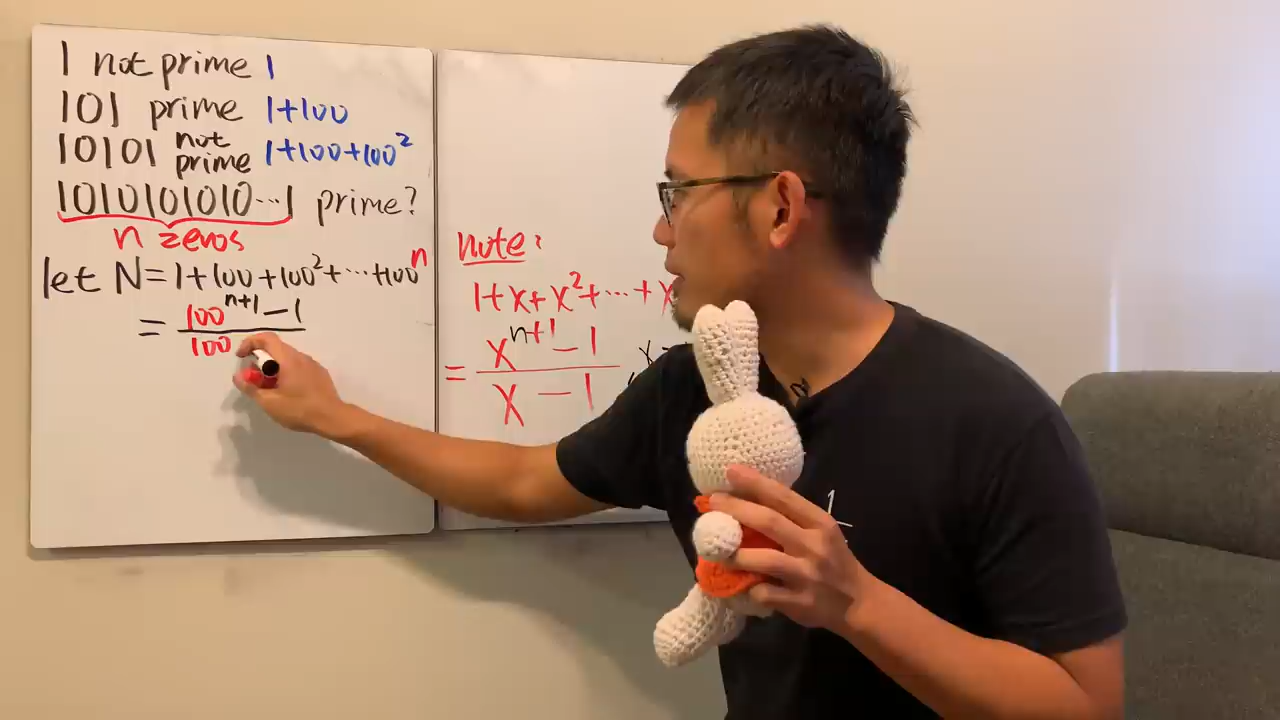 1 not prime 1
101 prime 1+100
10101 not prime 1+100+100²
1010101010...1 prime?
n zeros
let N=1+100+100²+...+100ⁿ
= 100ⁿ⁺¹-1
100
note:
1+x+x²+...+x
= xⁿ⁺¹-1
x-1